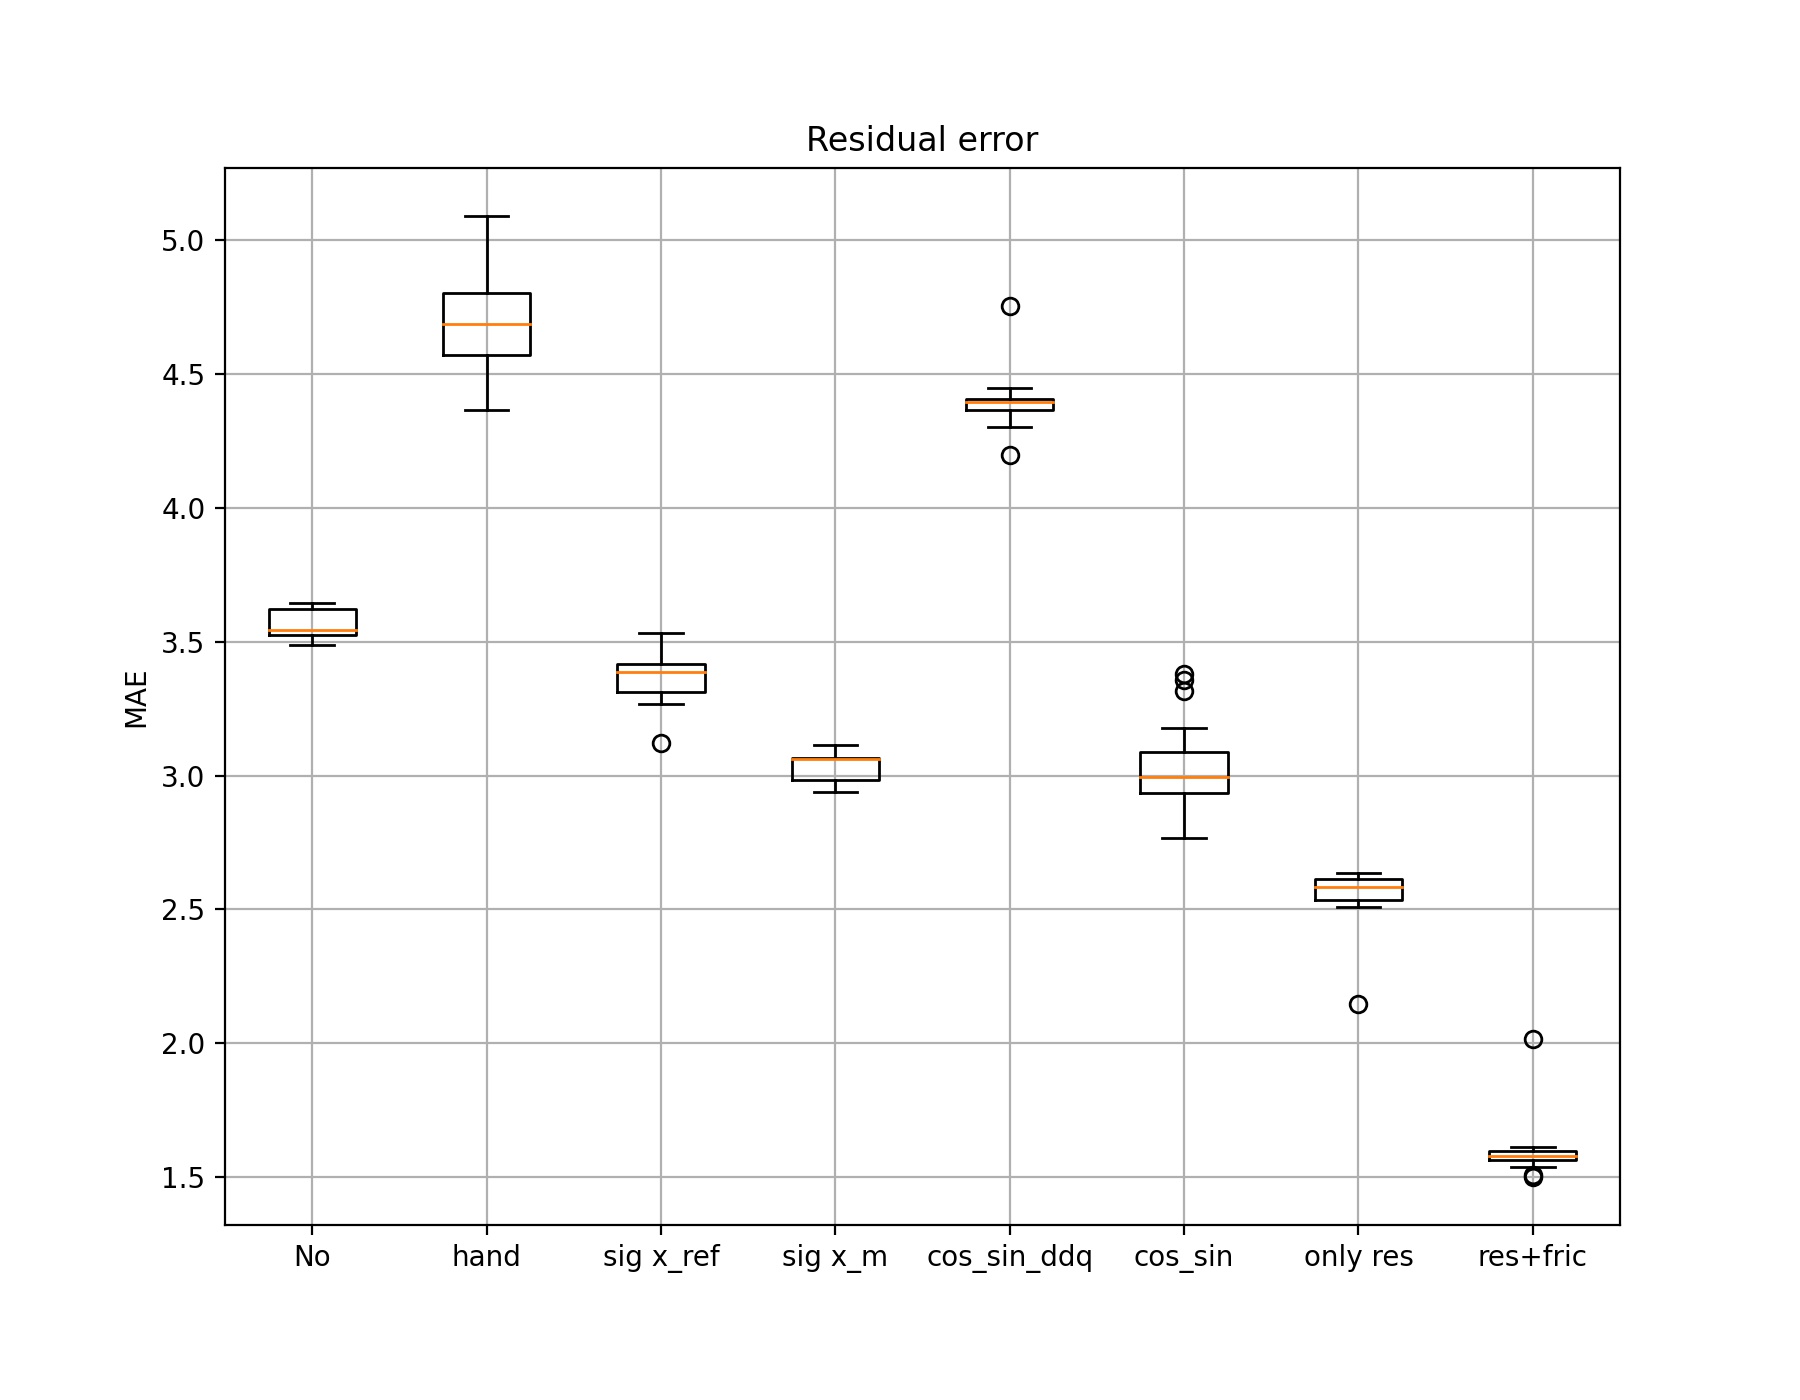 Residual error
MAE
5.0
4.5
4.0
3.5
3.0
2.5
2.0
1.5
No hand sig x_ref sig x_m cos_sin_ddq cos_sin only res res+fric